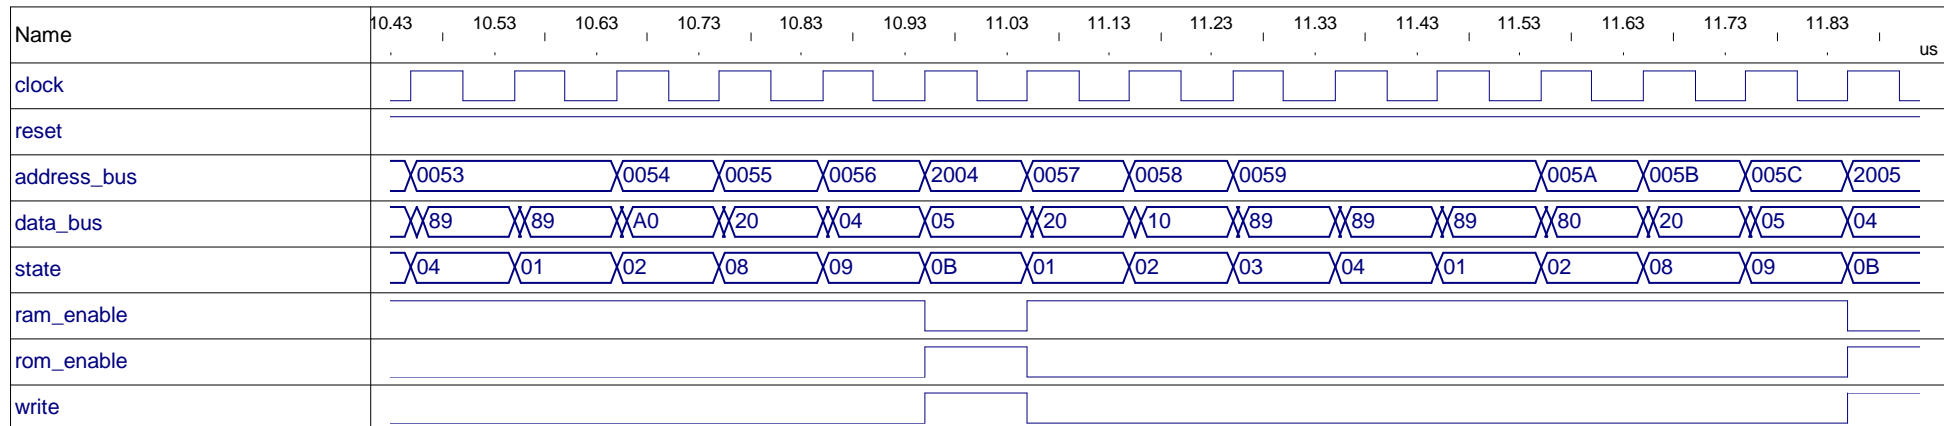 Name 10.43 10.53 10.63 10.73 10.83 10.93 11.03 11.13 11.23 11.33 11.43 11.53 11.63 11.73 11.83 us
clock
reset
address_bus 0053 0054 0055 0056 2004 0057 0058 0059 005A 005B 005C 2005
data_bus 89 89 A0 20 04 05 20 10 89 89 89 80 20 05 04
state 04 01 02 08 09 0B 01 02 03 04 01 02 08 09 0B
ram_enable
rom_enable
write